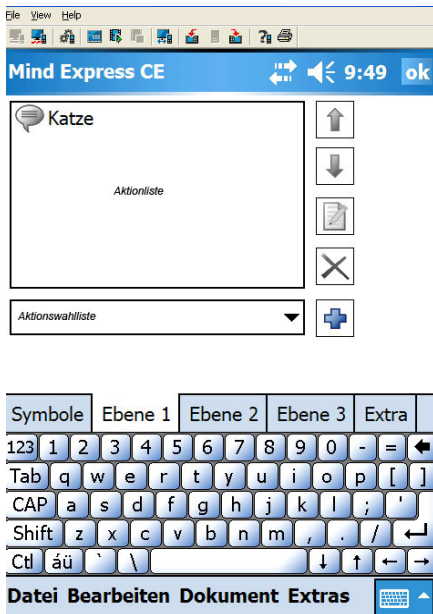 File View Help
Mind Express CE 9:49 ok
Katze
Aktionliste
Aktionswahlliste
Symbole Ebene 1 Ebene 2 Ebene 3 Extra
123 1 2 3 4 5 6 7 8 9 0 - =
Tab q w e r t y u i o p [ ]
CAP a s d f g h j k l ; '
Shift z x c v b n m , . /
Ctl áü ` \
Datei Bearbeiten Dokument Extras